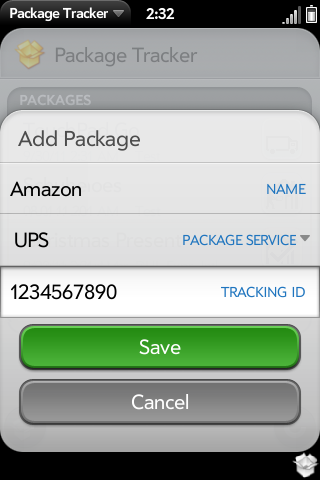 Package Tracker 2:32
Package Tracker
PACKAGES
Add Package
Amazon NAME
UPS PACKAGE SERVICE
1234567890 TRACKING ID
Save
Cancel